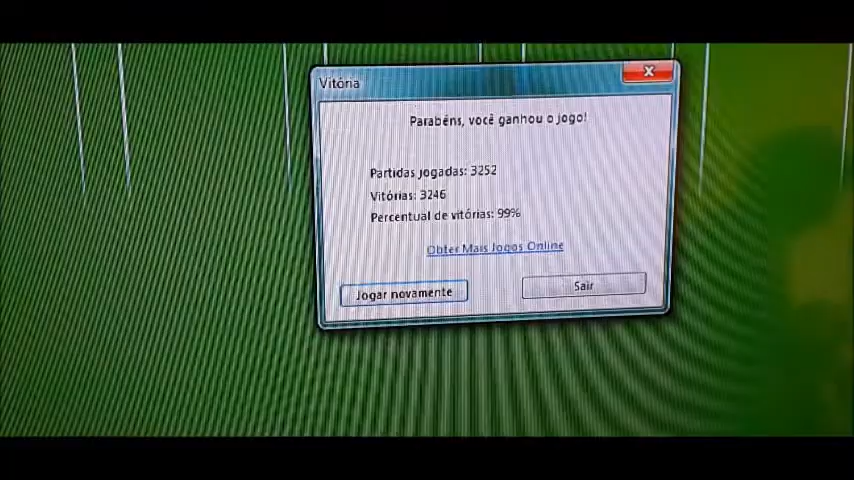 Vitória
Parabéns, você ganhou o jogo!
Partidas jogadas: 3252
Vitórias: 3246
Percentual de vitórias: 99%
Obter Mais Jogos Online
Jogar novamente
Sair